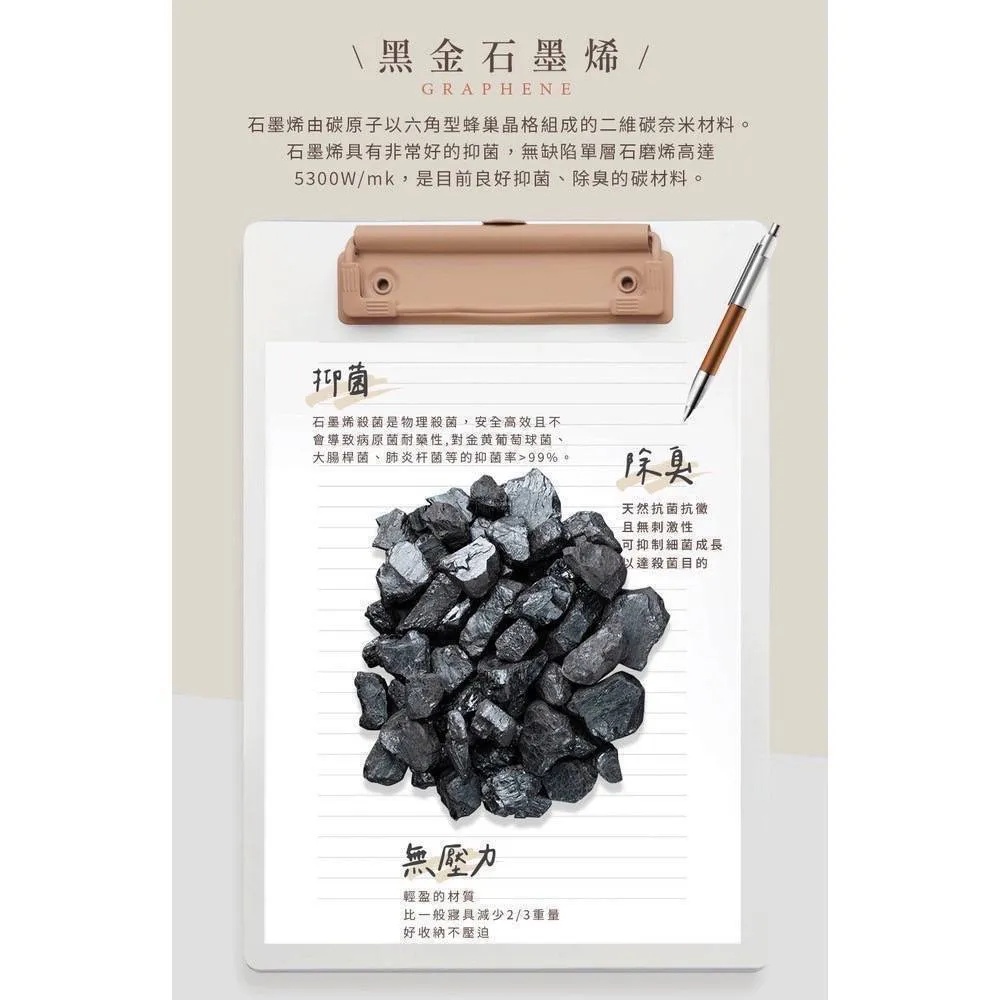 \ 黑金石墨烯 /
GRAPHENE
石墨烯由碳原子以六角型蜂巢晶格組成的二維碳奈米材料。
石墨烯具有非常好的抑菌，無缺陷單層石磨烯高達
5300W/mk，是目前良好抑菌、除臭的碳材料。
抑菌
石墨烯殺菌是物理殺菌，安全高效且不
會導致病原菌耐藥性,對金黃葡萄球菌、
大腸桿菌、肺炎杆菌等的抑菌率>99%。
除臭
天然抗菌抗黴
且無刺激性
可抑制細菌成長
以達殺菌目的
無壓力
輕盈的材質
比一般寢具減少2/3重量
好收納不壓迫